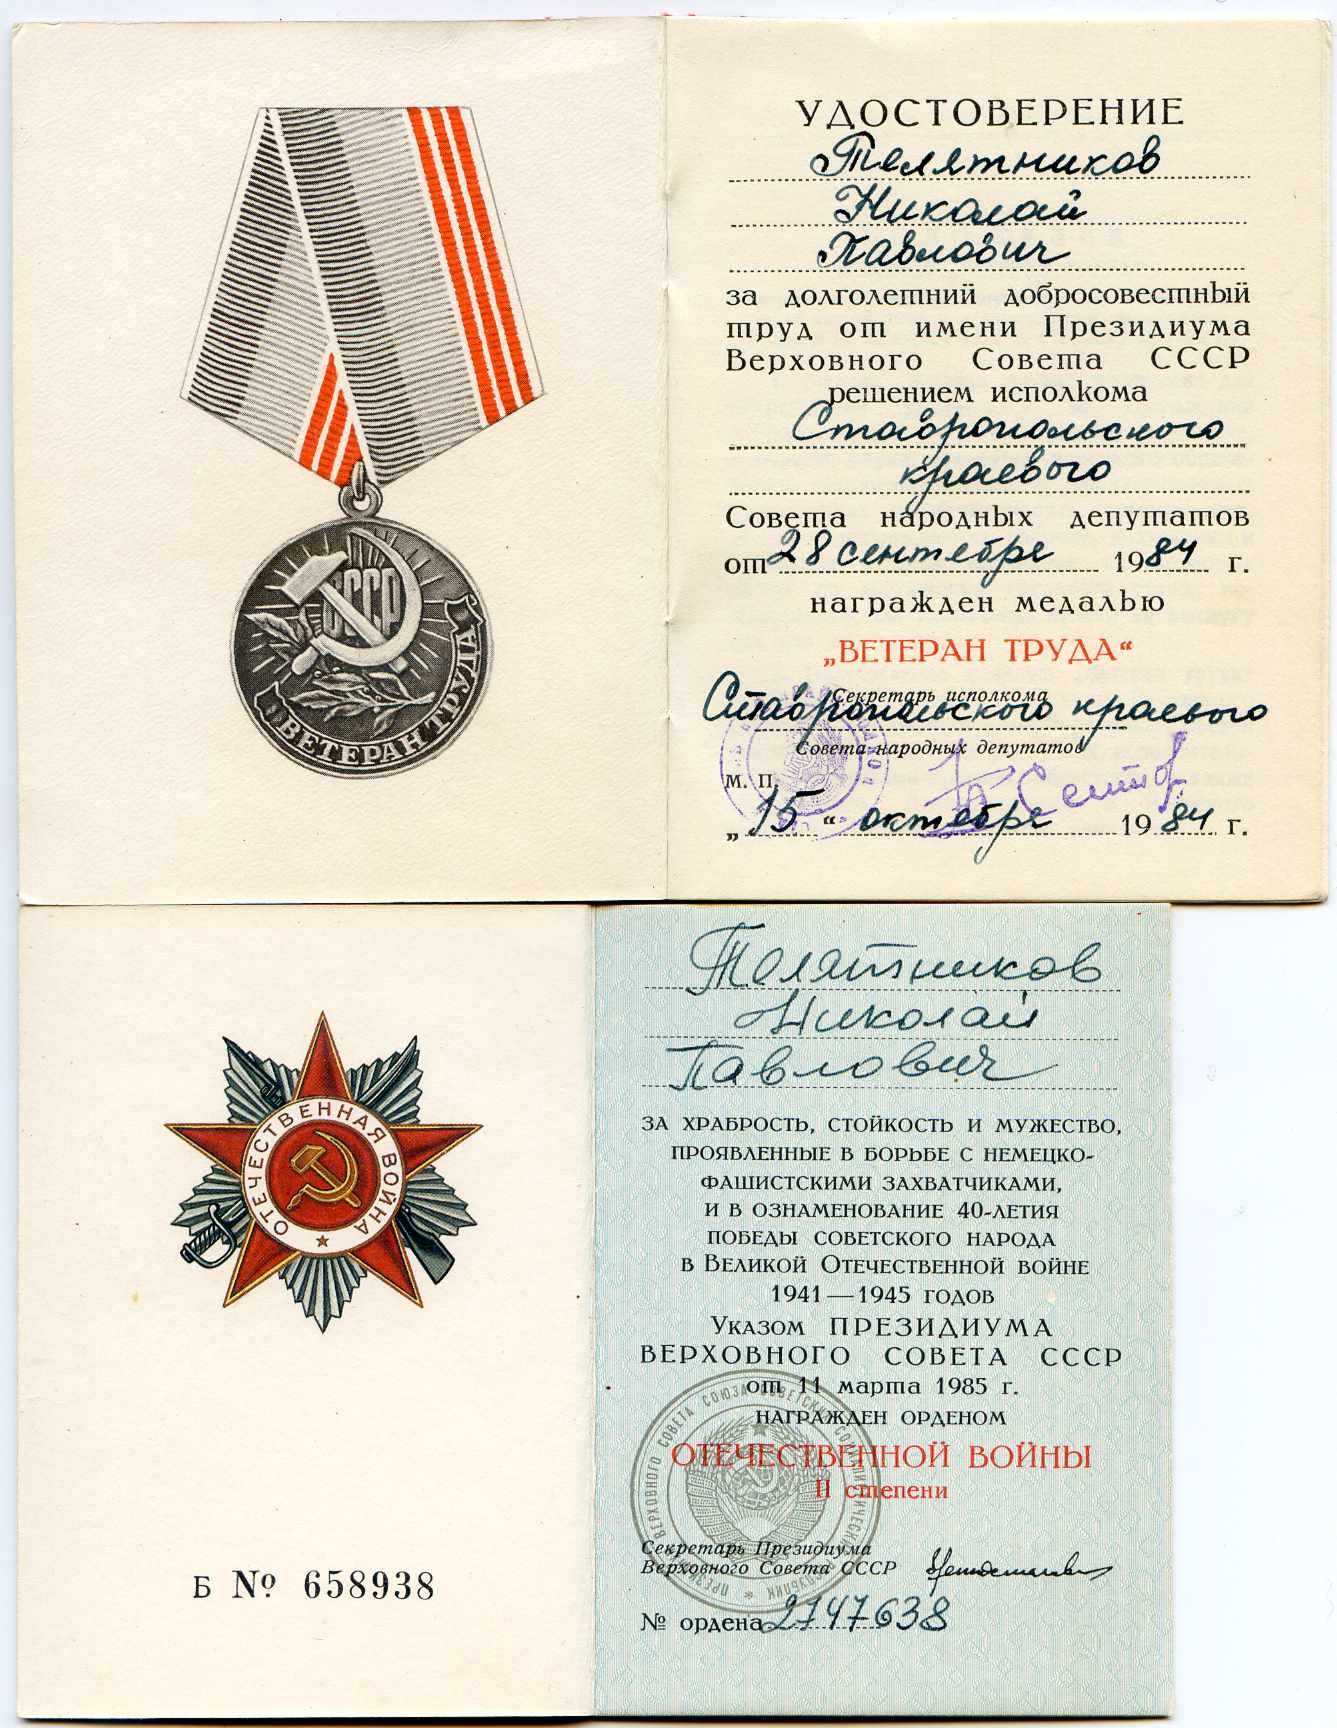 СССР
ВЕТЕРАН ТРУДА
УДОСТОВЕРЕНИЕ
Телятников
Николай
Павлович
за долголетний добросовестный
труд от имени Президиума
Верховного Совета СССР
решением исполкома
Ставропольского
краевого
Совета народных депутатов
от 28 сентября 1984 г.
награжден медалью
„ВЕТЕРАН ТРУДА“
Секретарь исполкома
Ставропольского краевого
Совета народных депутатов
М. П.
„15“ октября 1984 г.
ОТЕЧЕСТВЕННАЯ ВОЙНА
Б № 658938
Телятников
Николай
Павлович
ЗА ХРАБРОСТЬ, СТОЙКОСТЬ И МУЖЕСТВО,
ПРОЯВЛЕННЫЕ В БОРЬБЕ С НЕМЕЦКО-
ФАШИСТСКИМИ ЗАХВАТЧИКАМИ,
И В ОЗНАМЕНОВАНИЕ 40-ЛЕТИЯ
ПОБЕДЫ СОВЕТСКОГО НАРОДА
В ВЕЛИКОЙ ОТЕЧЕСТВЕННОЙ ВОЙНЕ
1941—1945 ГОДОВ
УКАЗОМ ПРЕЗИДИУМА
ВЕРХОВНОГО СОВЕТА СССР
от 11 марта 1985 г.
НАГРАЖДЕН ОРДЕНОМ
ОТЕЧЕСТВЕННОЙ ВОЙНЫ
II степени
Секретарь Президиума
Верховного Совета СССР
№ ордена 2747638